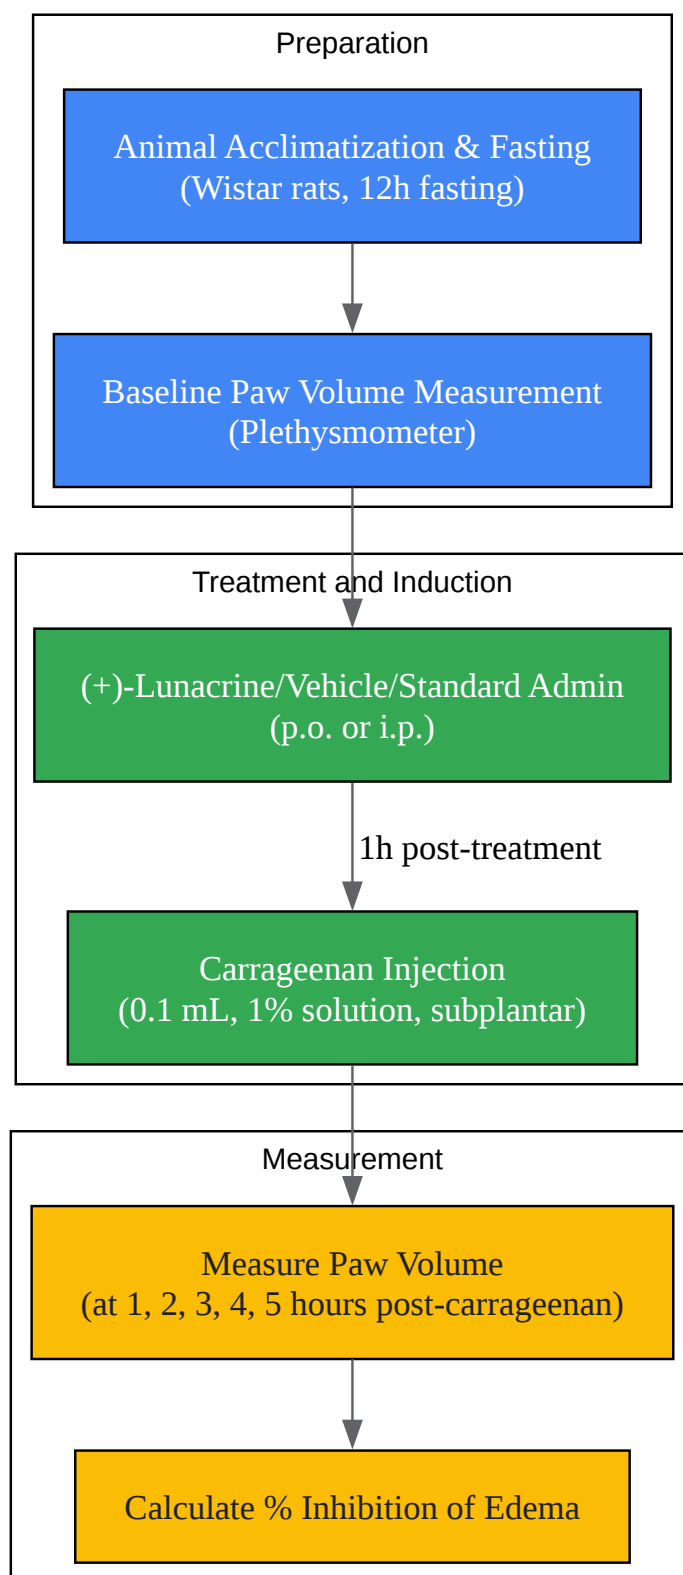 Preparation
Animal Acclimatization & Fasting
(Wistar rats, 12h fasting)
Baseline Paw Volume Measurement
(Plethysmometer)
Treatment and Induction
(+)-Lunacrine/Vehicle/Standard Admin
(p.o. or i.p.)
1h post-treatment
Carrageenan Injection
(0.1 mL, 1% solution, subplantar)
Measurement
Measure Paw Volume
(at 1, 2, 3, 4, 5 hours post-carrageenan)
Calculate % Inhibition of Edema